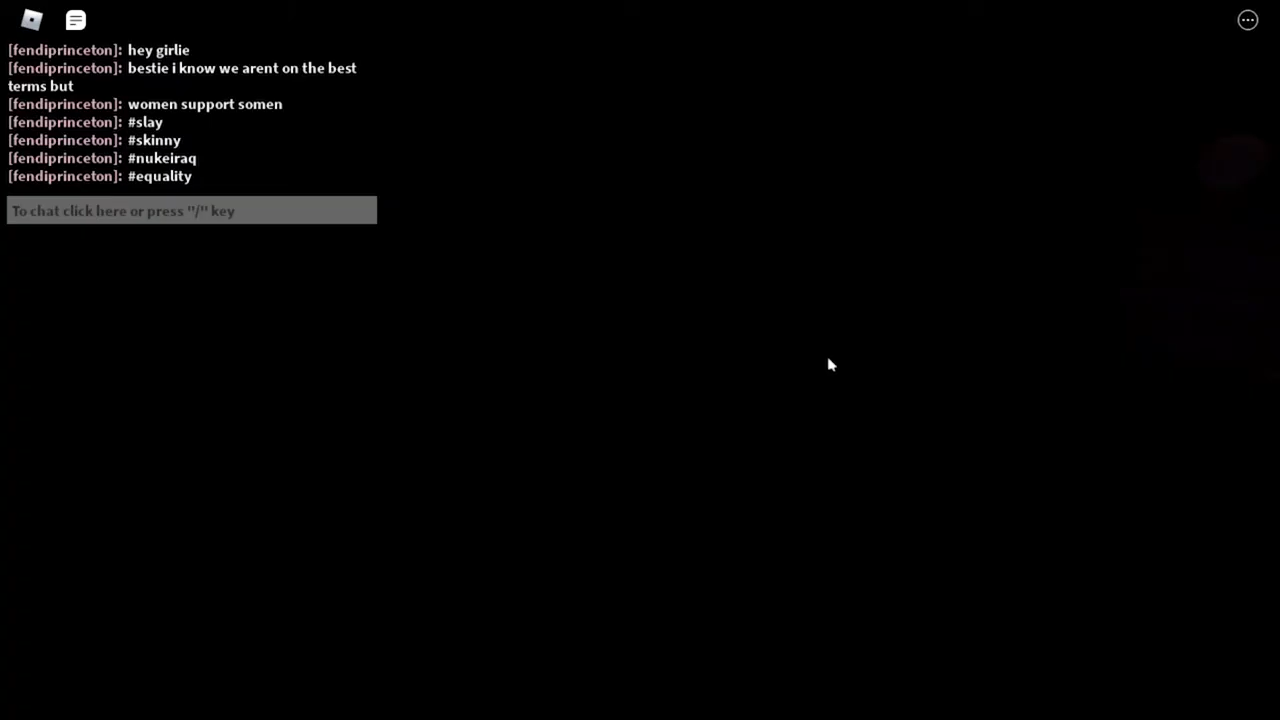 [fendiprinceton]: hey girlie
[fendiprinceton]: bestie i know we arent on the best
terms but
[fendiprinceton]: women support somen
[fendiprinceton]: #slay
[fendiprinceton]: #skinny
[fendiprinceton]: #nukeiraq
[fendiprinceton]: #equality
To chat click here or press "/" key